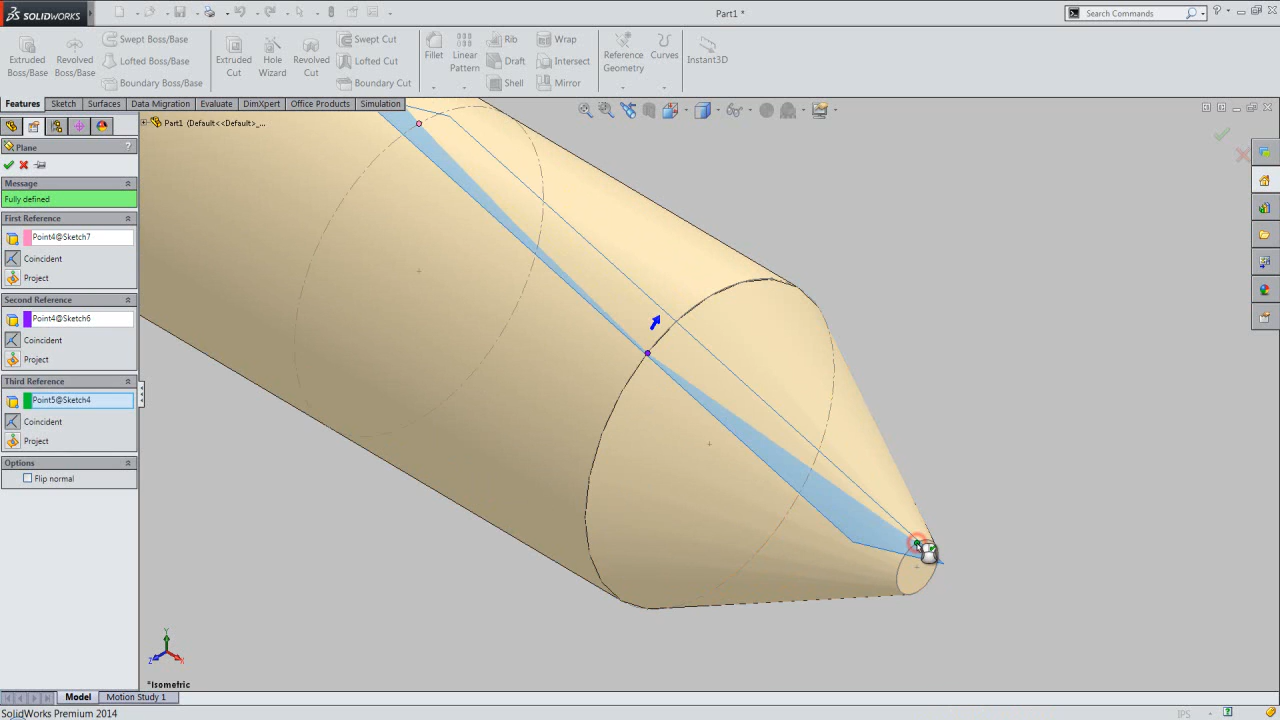 SOLIDWORKS
Part1 *
Search Commands
Extruded Boss/Base
Revolved Boss/Base
Swept Boss/Base
Lofted Boss/Base
Boundary Boss/Base
Extruded Cut
Hole Wizard
Revolved Cut
Swept Cut
Lofted Cut
Boundary Cut
Fillet
Linear Pattern
Rib
Draft
Shell
Wrap
Intersect
Mirror
Reference Geometry
Curves
Instant3D
Features Sketch Surfaces Data Migration Evaluate DimXpert Office Products Simulation
Part1 (Default<<Default>_...
Plane ?
Message
Fully defined
First Reference
Point4@Sketch7
Coincident
Project
Second Reference
Point4@Sketch6
Coincident
Project
Third Reference
Point5@Sketch4
Coincident
Project
Options
Flip normal
Y
Z X
*Isometric
Model Motion Study 1
SolidWorks Premium 2014 IPS